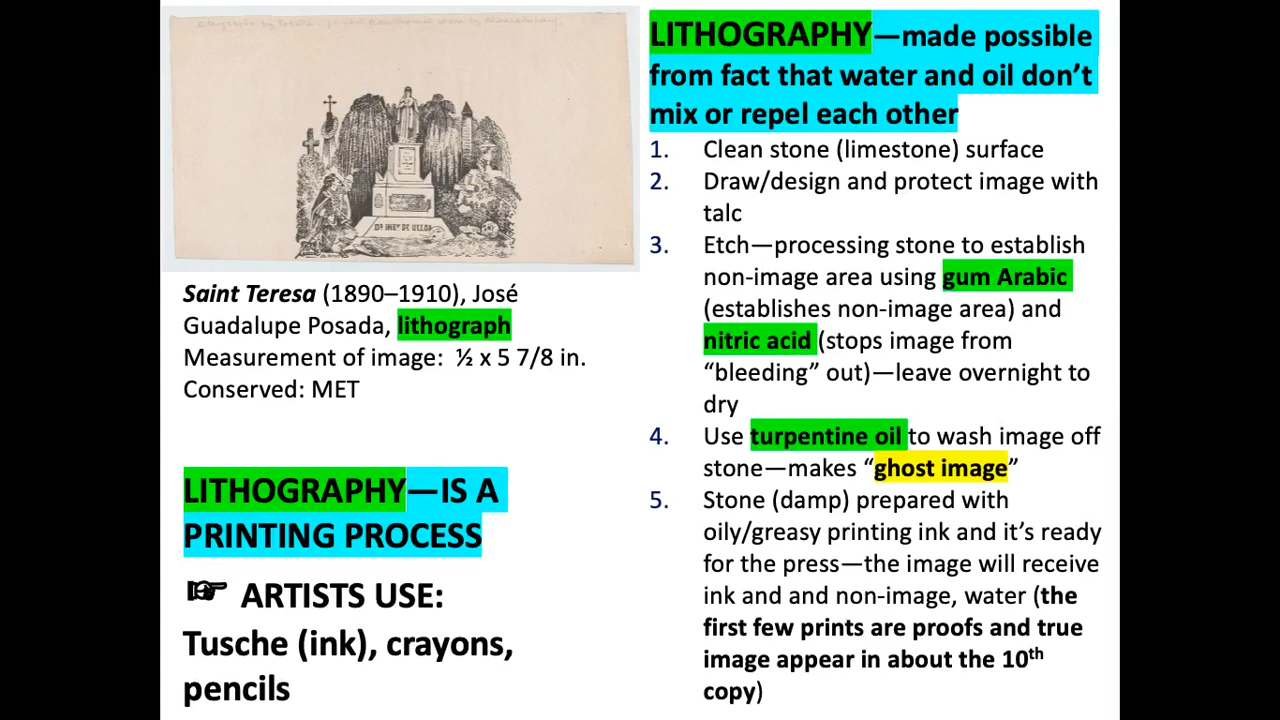 Saint Teresa (1890–1910), José
Guadalupe Posada, lithograph
Measurement of image: ½ x 5 7/8 in.
Conserved: MET
LITHOGRAPHY—IS A
PRINTING PROCESS
☞ ARTISTS USE:
Tusche (ink), crayons,
pencils
LITHOGRAPHY—made possible
from fact that water and oil don’t
mix or repel each other
1. Clean stone (limestone) surface
2. Draw/design and protect image with
talc
3. Etch—processing stone to establish
non-image area using gum Arabic
(establishes non-image area) and
nitric acid (stops image from
“bleeding” out)—leave overnight to
dry
4. Use turpentine oil to wash image off
stone—makes “ghost image”
5. Stone (damp) prepared with
oily/greasy printing ink and it’s ready
for the press—the image will receive
ink and and non-image, water (the
first few prints are proofs and true
image appear in about the 10th
copy)